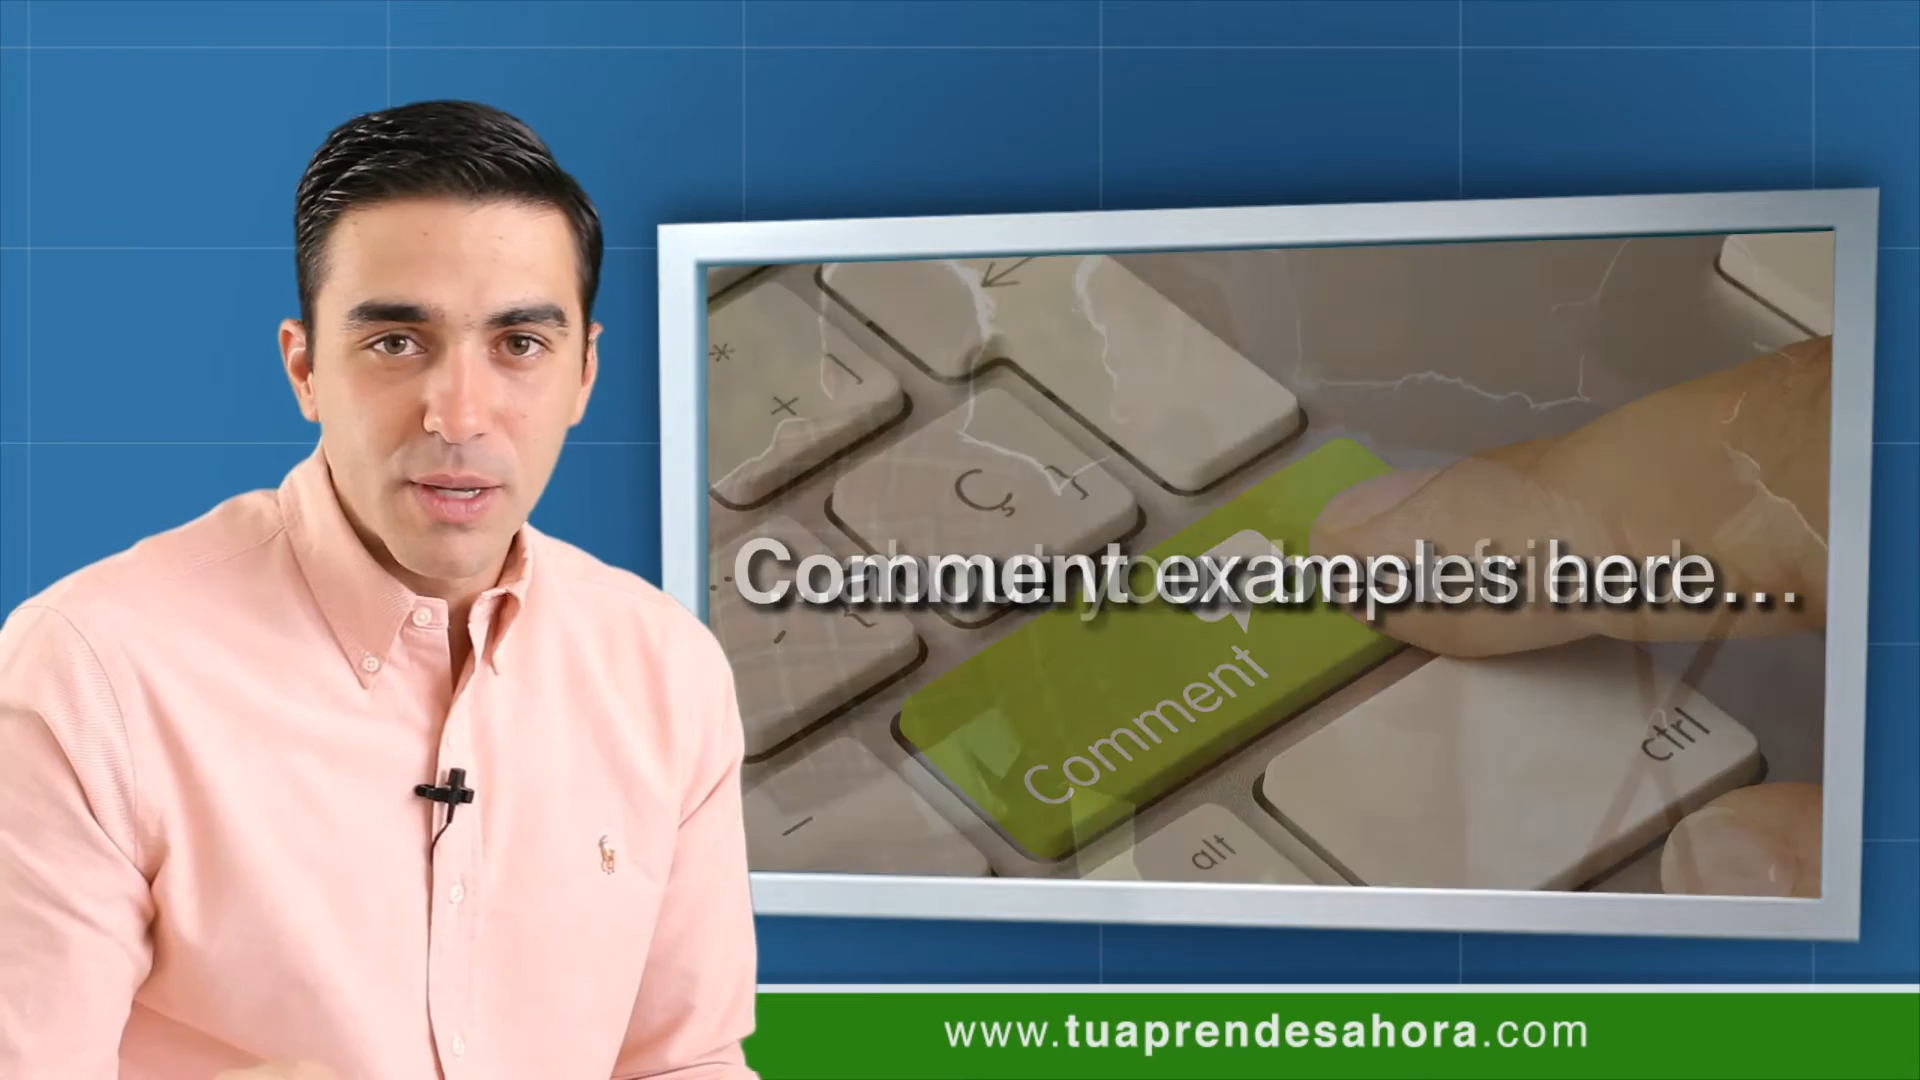 Comment examples here...
Ç
Comment
ctrl
alt
www.tuaprendesahora.com